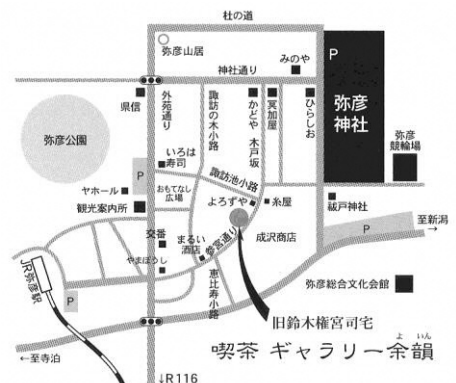 杜の道
弥彦山居
みのや
神社通り
P
弥彦
神社
県信
外苑通り
諏訪の木小路
かどや
木戸坂
冥加屋
ひらしお
弥彦公園
弥彦
競輪場
いろは
寿司
P
諏訪池小路
ヤホール
おもてなし
広場
よろずや
糸屋
観光案内所
祓戸神社
至新潟
→
P
交番
まるい
酒店
参宮通り
成沢商店
やまぼうし
JR弥彦駅
P
恵比寿小路
弥彦総合文化会館
旧鈴木権宮司宅
よ いん
喫茶 ギャラリー余韻
←至寺泊
↓R116